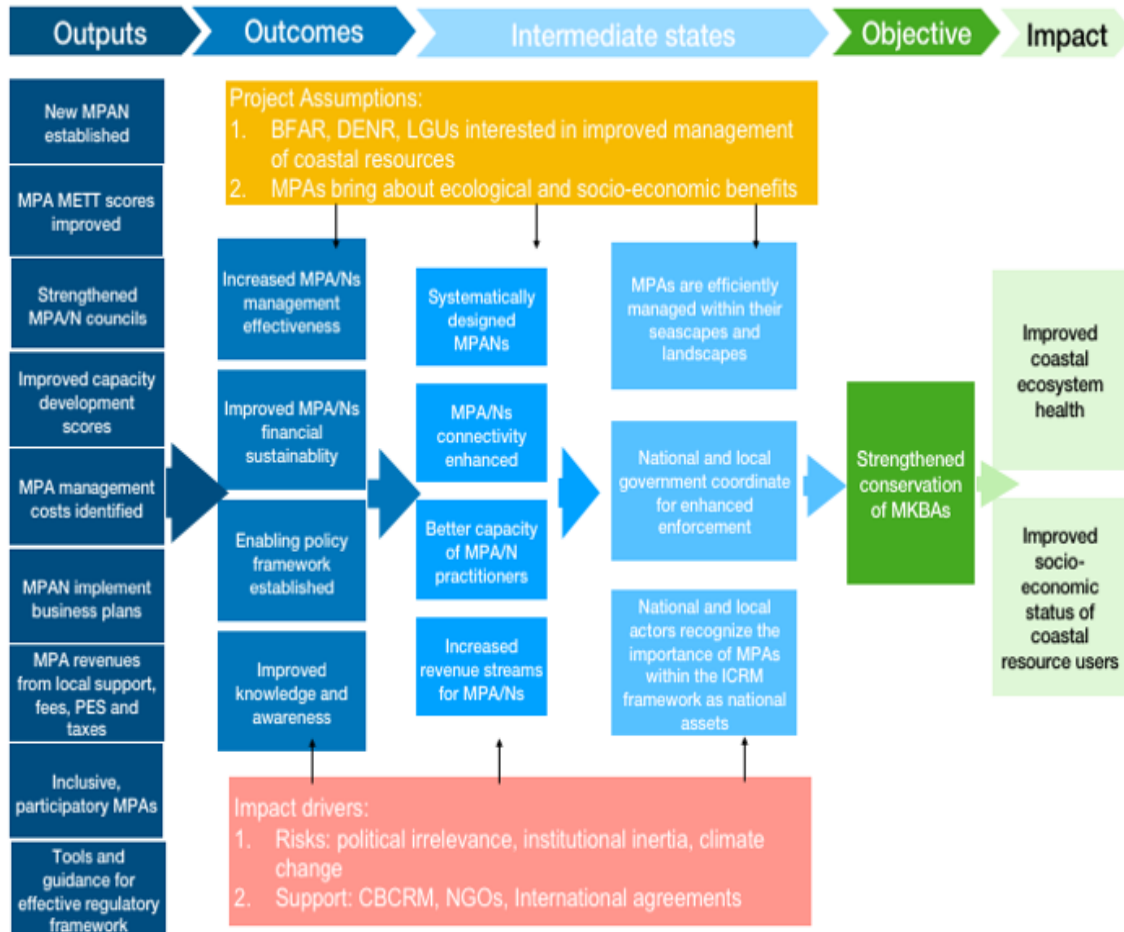 Outputs
Outcomes
Intermediate states
Objective
Impact
New MPAN
established
MPA METT scores
improved
Strengthened
MPA/N councils
Improved capacity
development
scores
MPA management
costs identified
MPAN implement
business plans
MPA revenues
from local support,
fees, PES and
taxes
Inclusive,
participatory MPAs
Tools and
guidance for
effective regulatory
framework
Project Assumptions:
1. BFAR, DENR, LGUs interested in improved management
of coastal resources
2. MPAs bring about ecological and socio-economic benefits
Increased MPA/Ns
management
effectiveness
Improved MPA/Ns
financial
sustainablity
Enabling policy
framework
established
Improved
knowledge and
awareness
Systematically
designed
MPANs
MPA/Ns
connectivity
enhanced
Better capacity
of MPA/N
practitioners
Increased
revenue streams
for MPA/Ns
MPAs are efficiently
managed within their
seascapes and
landscapes
National and local
government coordinate
for enhanced
enforcement
National and local
actors recognize the
importance of MPAs
within the ICRM
framework as national
assets
Impact drivers:
1. Risks: political irrelevance, institutional inertia, climate
change
2. Support: CBCRM, NGOs, International agreements
Strengthened
conservation
of MKBAs
Improved
coastal
ecosystem
health
Improved
socio-
economic
status of
coastal
resource users